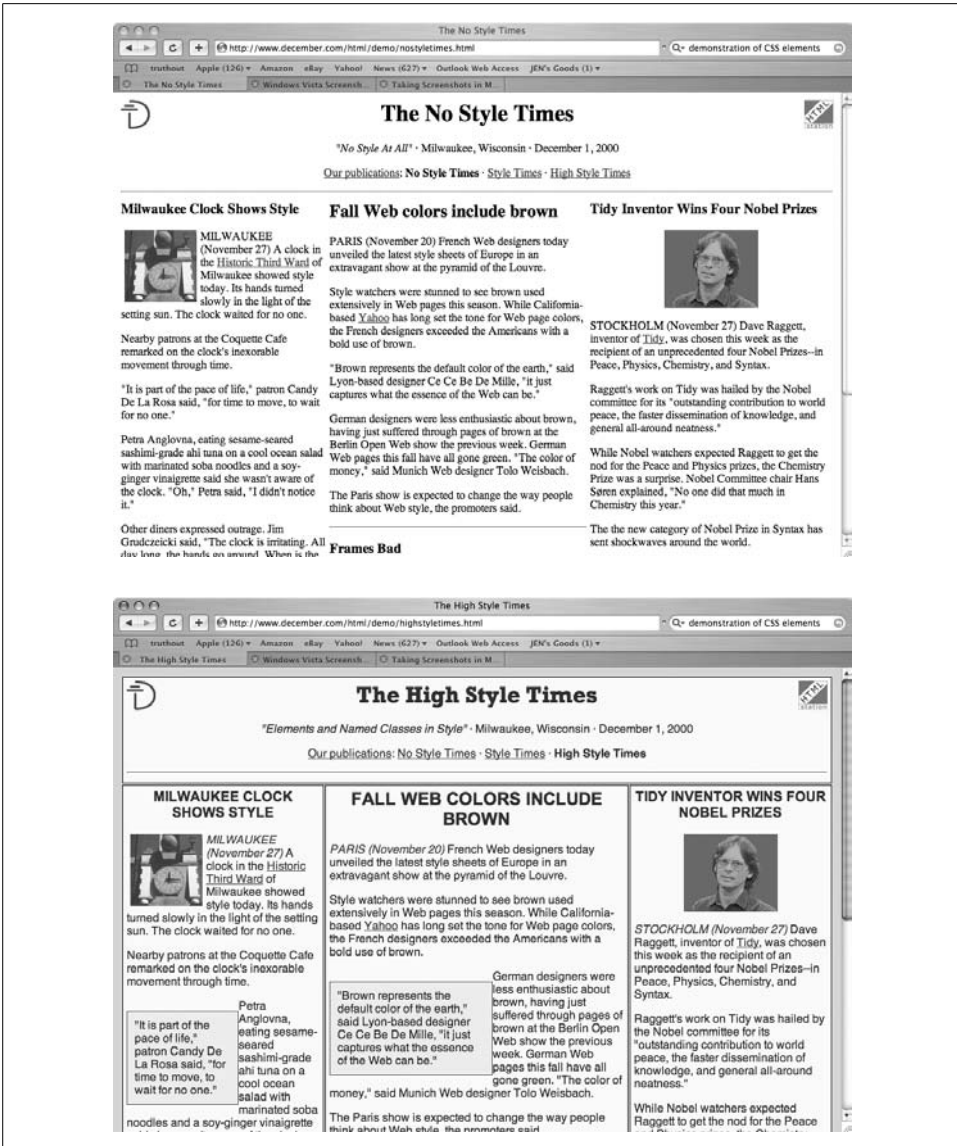 The No Style Times
http://www.december.com/html/demo/nostyletimes.html
demonstration of CSS elements
truthout Apple (126) Amazon eBay Yahoo! News (627) Outlook Web Access JEN's Goods (1)
The No Style Times Windows Vista Screensh... Taking Screenshots in M...
The No Style Times
HTML
station
"No Style At All" · Milwaukee, Wisconsin · December 1, 2000
Our publications: No Style Times · Style Times · High Style Times
Milwaukee Clock Shows Style
MILWAUKEE
(November 27) A clock in
the Historic Third Ward of
Milwaukee showed style
today. Its hands turned
slowly in the light of the
setting sun. The clock waited for no one.
Nearby patrons at the Coquette Cafe
remarked on the clock's inexorable
movement through time.
"It is part of the pace of life," patron Candy
De La Rosa said, "for time to move, to wait
for no one."
Petra Anglovna, eating sesame-seared
sashimi-grade ahi tuna on a cool ocean salad
with marinated soba noodles and a soy-
ginger vinaigrette said she wasn't aware of
the clock. "Oh," Petra said, "I didn't notice
it."
Other diners expressed outrage. Jim
Grudczeicki said, "The clock is irritating. All
day long, the hands go around. When is the
Fall Web colors include brown
PARIS (November 20) French Web designers today
unveiled the latest style sheets of Europe in an
extravagant show at the pyramid of the Louvre.
Style watchers were stunned to see brown used
extensively in Web pages this season. While California-
based Yahoo has long set the tone for Web page colors,
the French designers exceeded the Americans with a
bold use of brown.
"Brown represents the default color of the earth," said
Lyon-based designer Ce Ce Be De Mille, "it just
captures what the essence of the Web can be."
German designers were less enthusiastic about brown,
having just suffered through pages of brown at the
Berlin Open Web show the previous week. German
Web pages this fall have all gone green. "The color of
money," said Munich Web designer Tolo Weisbach.
The Paris show is expected to change the way people
think about Web style, the promoters said.
Frames Bad
Tidy Inventor Wins Four Nobel Prizes
STOCKHOLM (November 27) Dave Raggett,
inventor of Tidy, was chosen this week as the
recipient of an unprecedented four Nobel Prizes--in
Peace, Physics, Chemistry, and Syntax.
Raggett's work on Tidy was hailed by the Nobel
committee for its "outstanding contribution to world
peace, the faster dissemination of knowledge, and
general all-around neatness."
While Nobel watchers expected Raggett to get the
nod for the Peace and Physics prizes, the Chemistry
Prize was a surprise. Nobel Committee chair Hans
Søren explained, "No one did that much in
Chemistry this year."
The the new category of Nobel Prize in Syntax has
sent shockwaves around the world.
The High Style Times
http://www.december.com/html/demo/highstyletimes.html
demonstration of CSS elements
truthout Apple (126) Amazon eBay Yahoo! News (627) Outlook Web Access JEN's Goods (1)
The High Style Times Windows Vista Screensh... Taking Screenshots in M...
The High Style Times
HTML
station
"Elements and Named Classes in Style" · Milwaukee, Wisconsin · December 1, 2000
Our publications: No Style Times · Style Times · High Style Times
MILWAUKEE CLOCK
SHOWS STYLE
MILWAUKEE
(November 27) A
clock in the Historic
Third Ward of
Milwaukee showed
style today. Its hands
turned slowly in the light of the setting
sun. The clock waited for no one.
Nearby patrons at the Coquette Cafe
remarked on the clock's inexorable
movement through time.
"It is part of the
pace of life,"
patron Candy De
La Rosa said, "for
time to move, to
wait for no one."
Petra
Anglovna,
eating sesame-
seared
sashimi-grade
ahi tuna on a
cool ocean
salad with
marinated soba
noodles and a soy-ginger vinaigrette
FALL WEB COLORS INCLUDE
BROWN
PARIS (November 20) French Web designers today
unveiled the latest style sheets of Europe in an
extravagant show at the pyramid of the Louvre.
Style watchers were stunned to see brown used
extensively in Web pages this season. While California-
based Yahoo has long set the tone for Web page colors,
the French designers exceeded the Americans with a
bold use of brown.
"Brown represents the
default color of the earth,"
said Lyon-based designer
Ce Ce Be De Mille, "it just
captures what the essence
of the Web can be."
German designers were
less enthusiastic about
brown, having just
suffered through pages of
brown at the Berlin Open
Web show the previous
week. German Web
pages this fall have all
gone green. "The color of
money," said Munich Web designer Tolo Weisbach.
The Paris show is expected to change the way people
think about Web style, the promoters said.
TIDY INVENTOR WINS FOUR
NOBEL PRIZES
STOCKHOLM (November 27) Dave
Raggett, inventor of Tidy, was chosen
this week as the recipient of an
unprecedented four Nobel Prizes--in
Peace, Physics, Chemistry, and
Syntax.
Raggett's work on Tidy was hailed by
the Nobel committee for its
"outstanding contribution to world
peace, the faster dissemination of
knowledge, and general all-around
neatness."
While Nobel watchers expected
Raggett to get the nod for the Peace